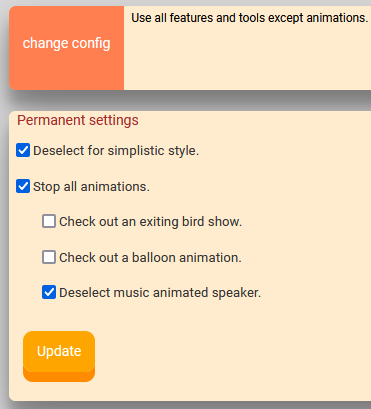 Use all features and tools except animations.
change config
Permanent settings
Deselect for simplistic style.
Stop all animations.
Check out an exiting bird show.
Check out a balloon animation.
Deselect music animated speaker.
Update